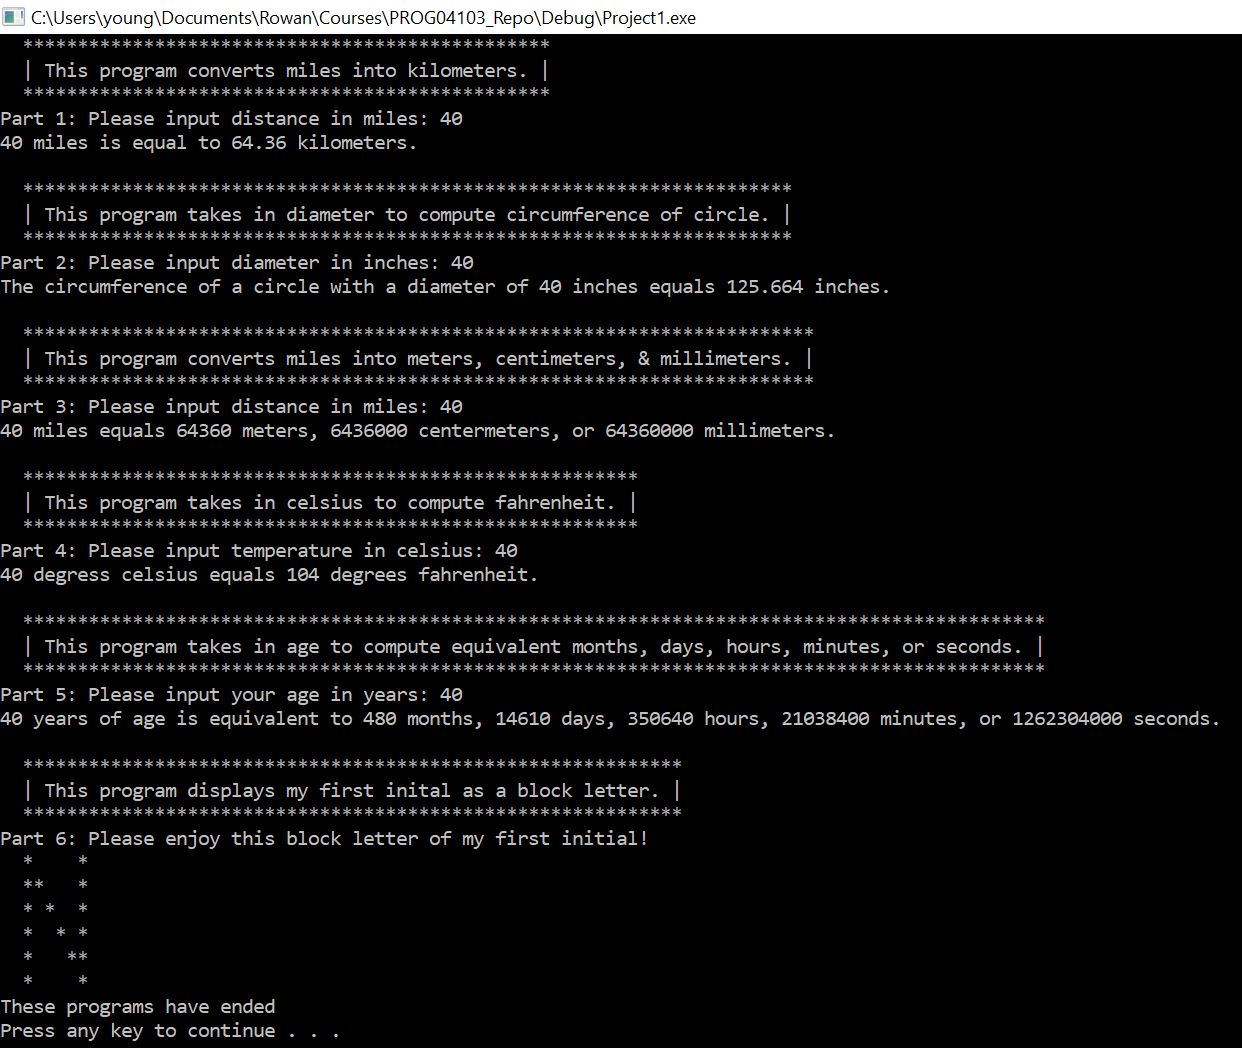 C:\Users\young\Documents\Rowan\Courses\PROG04103_Repo\Debug\Project1.exe
  ************************************************
  | This program converts miles into kilometers. |
  ************************************************
Part 1: Please input distance in miles: 40
40 miles is equal to 64.36 kilometers.

  **********************************************************************
  | This program takes in diameter to compute circumference of circle. |
  **********************************************************************
Part 2: Please input diameter in inches: 40
The circumference of a circle with a diameter of 40 inches equals 125.664 inches.

  ************************************************************************
  | This program converts miles into meters, centimeters, & millimeters. |
  ************************************************************************
Part 3: Please input distance in miles: 40
40 miles equals 64360 meters, 6436000 centermeters, or 64360000 millimeters.

  ********************************************************
  | This program takes in celsius to compute fahrenheit. |
  ********************************************************
Part 4: Please input temperature in celsius: 40
40 degress celsius equals 104 degrees fahrenheit.

  *********************************************************************************************
  | This program takes in age to compute equivalent months, days, hours, minutes, or seconds. |
  *********************************************************************************************
Part 5: Please input your age in years: 40
40 years of age is equivalent to 480 months, 14610 days, 350640 hours, 21038400 minutes, or 1262304000 seconds.

  ************************************************************
  | This program displays my first inital as a block letter. |
  ************************************************************
Part 6: Please enjoy this block letter of my first initial!
  *    *
  **   *
  * *  *
  *  * *
  *   **
  *    *
These programs have ended
Press any key to continue . . .